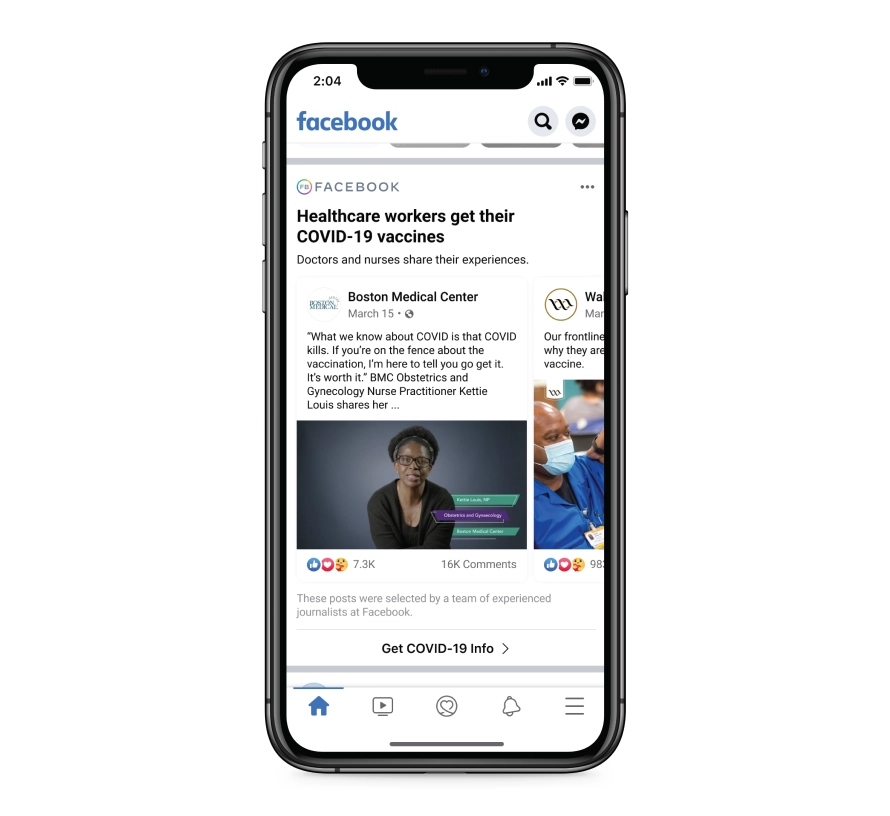 2:04
facebook
FB FACEBOOK
Healthcare workers get their
COVID-19 vaccines
Doctors and nurses share their experiences.
BOSTON
MEDICAL
Boston Medical Center
March 15 •
“What we know about COVID is that COVID
kills. If you’re on the fence about the
vaccination, I’m here to tell you go get it.
It’s worth it.” BMC Obstetrics and
Gynecology Nurse Practitioner Kettie
Louis shares her ...
Kettie Louis, NP
Obstetrics and Gynaecology
Boston Medical Center
7.3K
16K Comments
Wal
Mar
Our frontline
why they are
vaccine.
98
These posts were selected by a team of experienced
journalists at Facebook.
Get COVID-19 Info